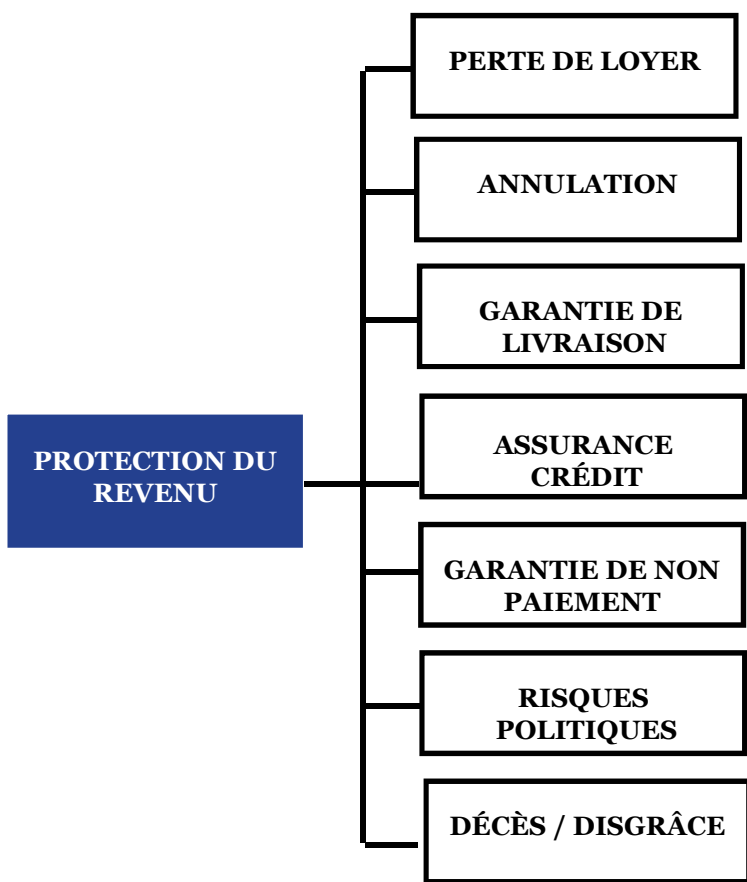 PERTE DE LOYER
ANNULATION
GARANTIE DE
LIVRAISON
PROTECTION DU
REVENU
ASSURANCE
CRÉDIT
GARANTIE DE NON
PAIEMENT
RISQUES
POLITIQUES
DÉCÈS / DISGRÂCE